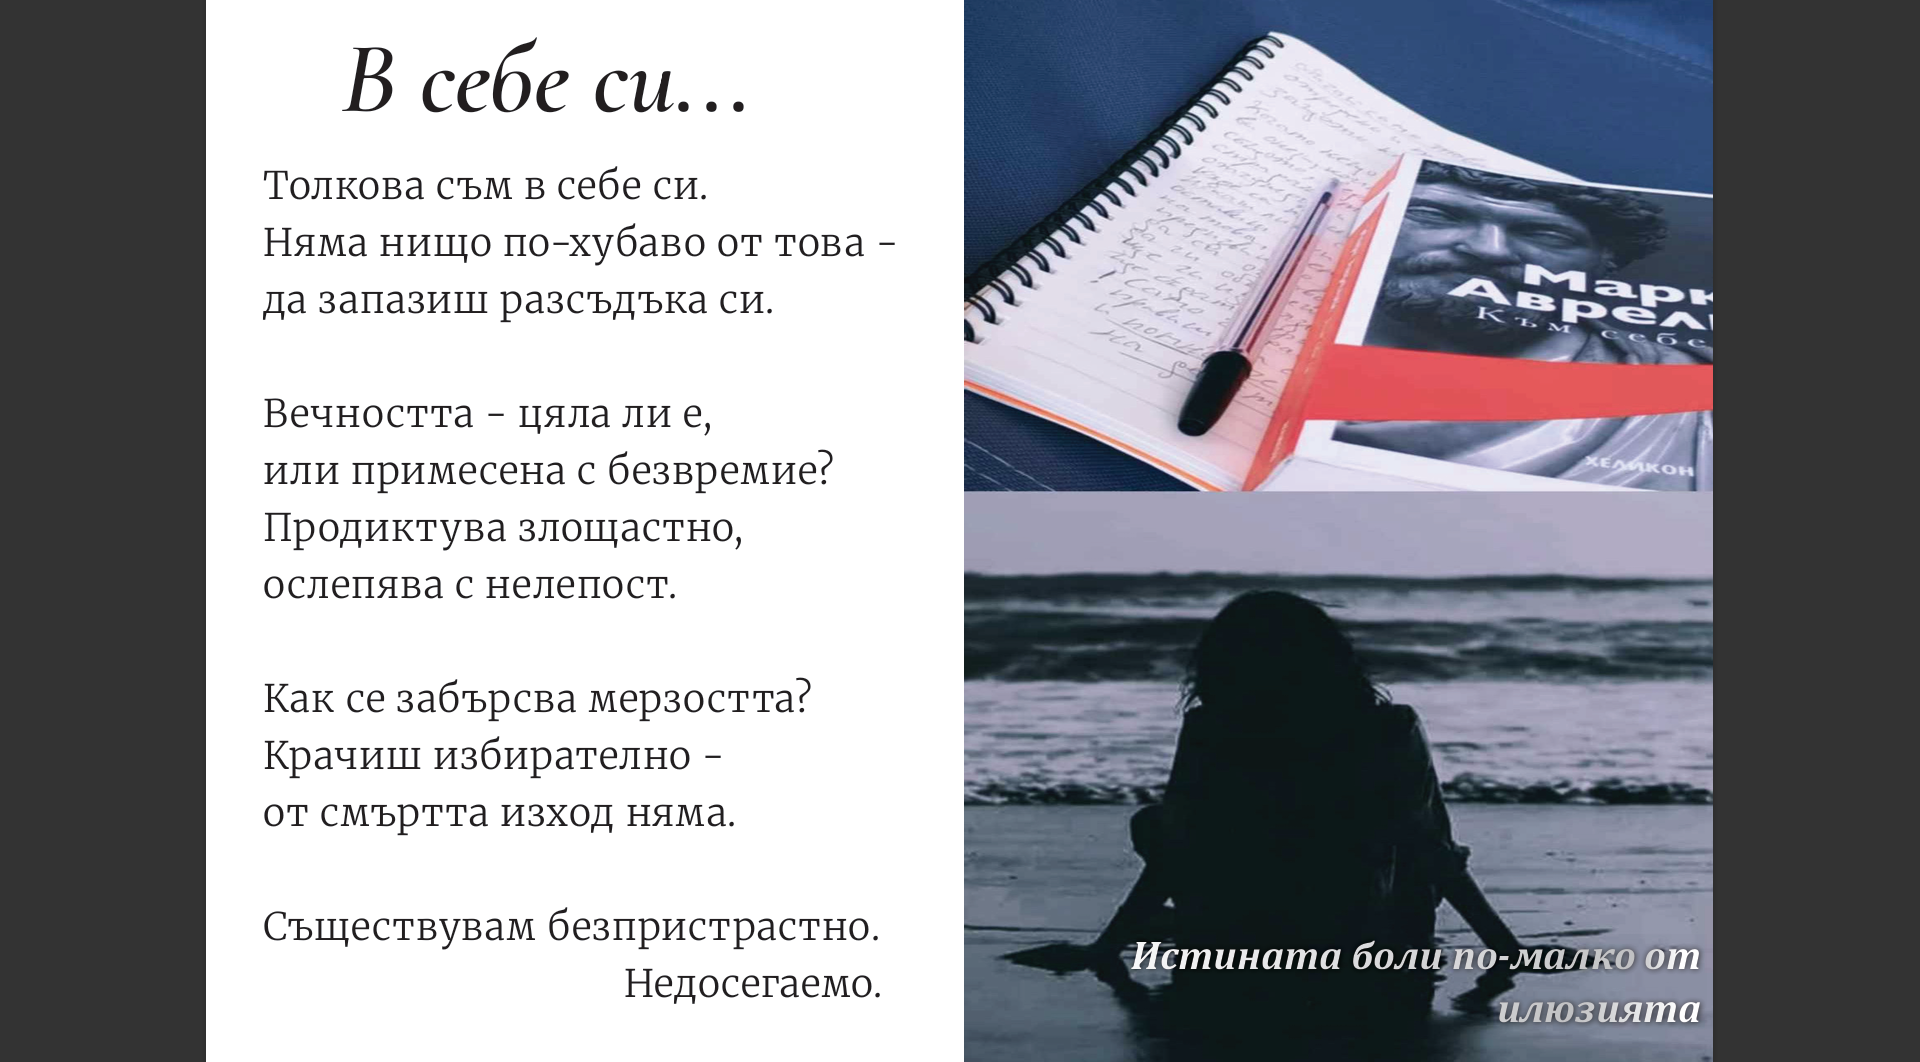 В себе си...
Толкова съм в себе си.
Няма нищо по-хубаво от това -
да запазиш разсъдъка си.
Вечността - цяла ли е,
или примесена с безвремие?
Продиктува злощастно,
ослепява с нелепост.
Как се забърсва мерзостта?
Крачиш избирателно -
от смъртта изход няма.
Съществувам безпристрастно.
Недосегаемо.
Марк
Аврел
Към себе
ХЕЛИКОН
Истината боли по-малко от
илюзията